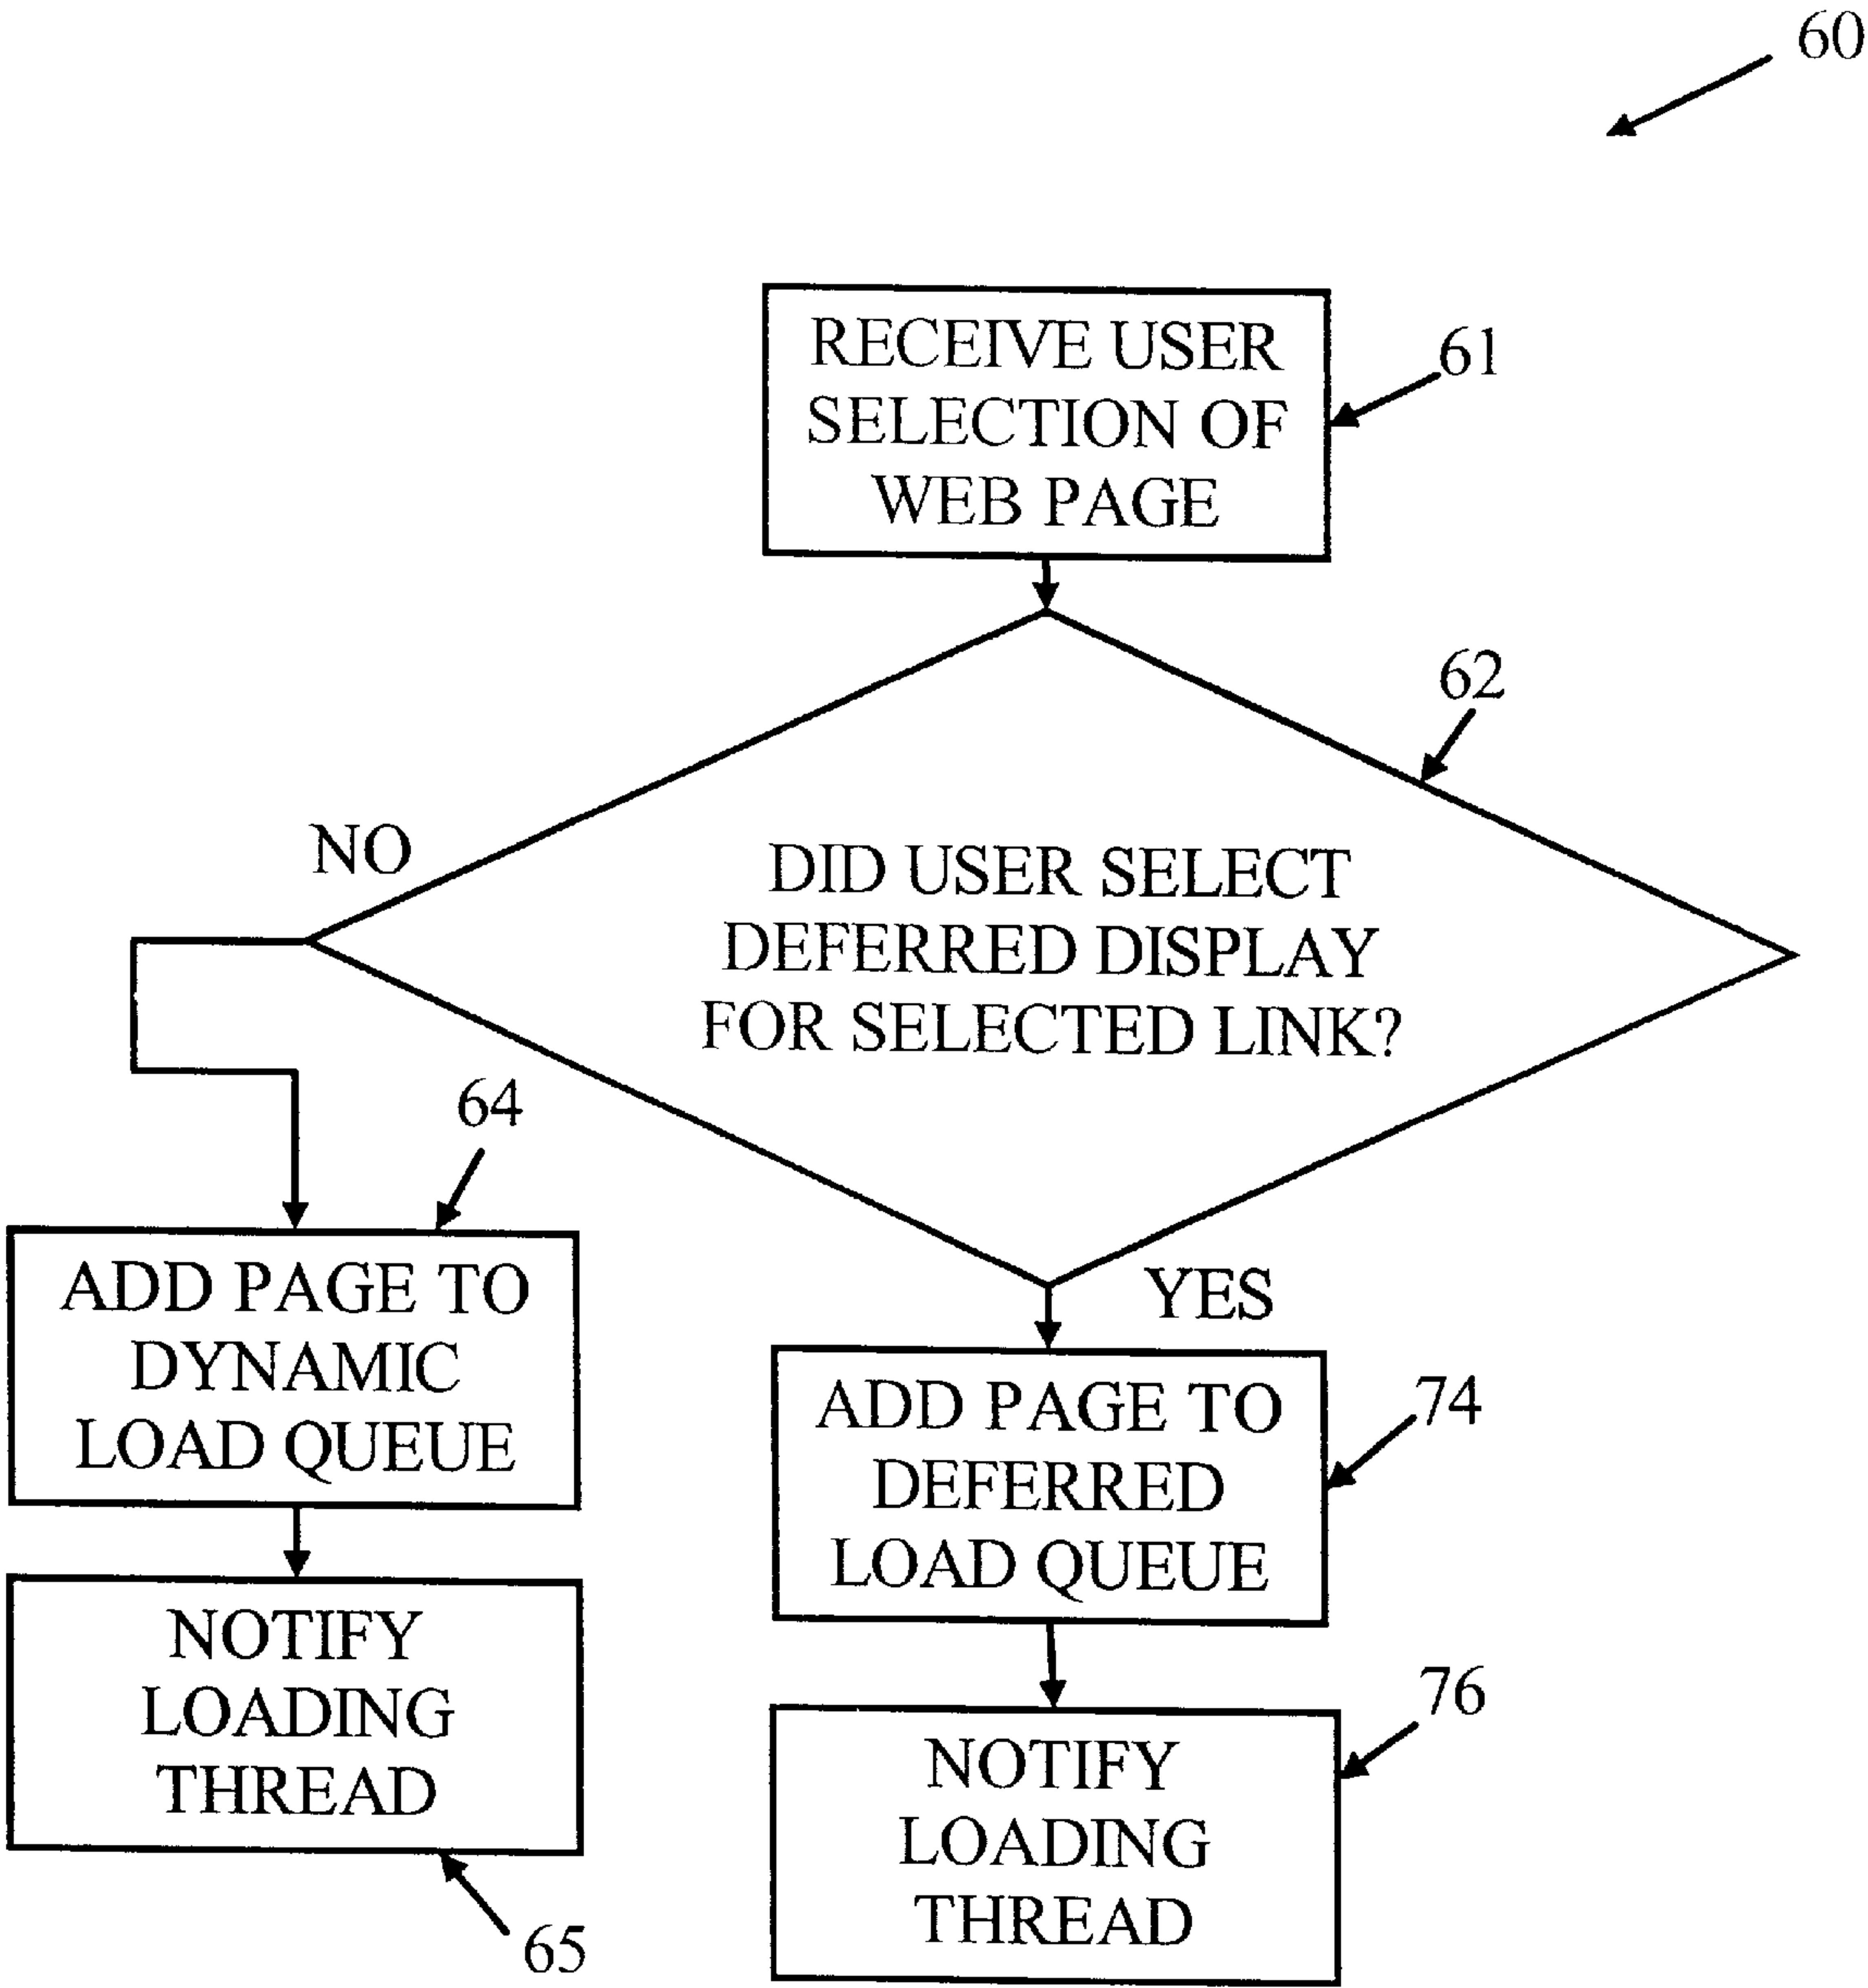 60
RECEIVE USER
SELECTION OF
WEB PAGE
61
62
NO
DID USER SELECT
DEFERRED DISPLAY
FOR SELECTED LINK?
64
ADD PAGE TO
DYNAMIC
LOAD QUEUE
YES
ADD PAGE TO
DEFERRED
LOAD QUEUE
74
NOTIFY
LOADING
THREAD
65
NOTIFY
LOADING
THREAD
76